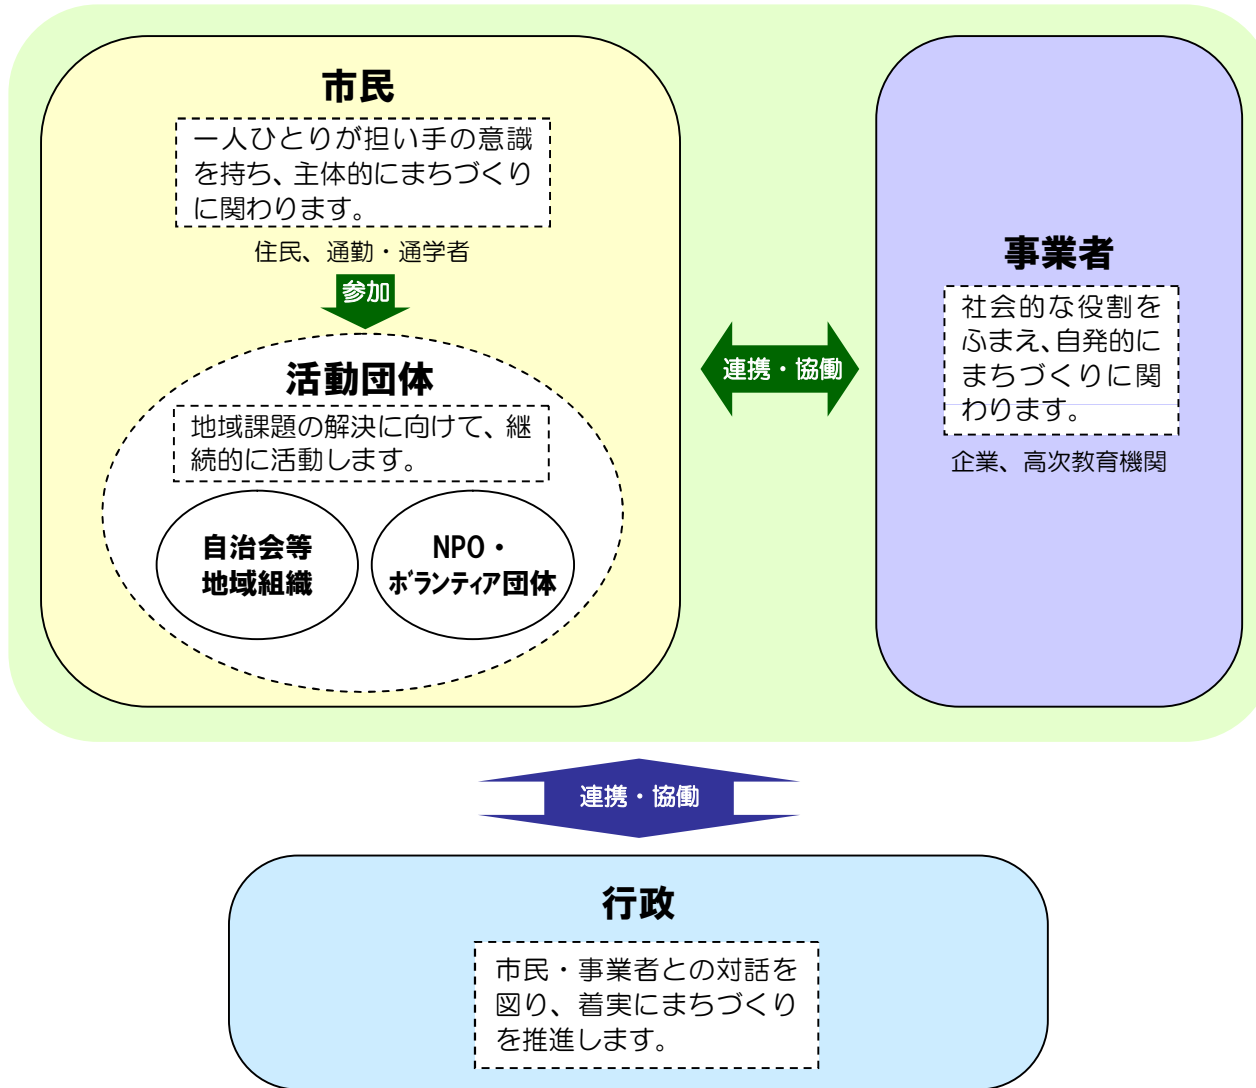 市民
一人ひとりが担い手の意識
を持ち、主体的にまちづくり
に関わります。
住民、通勤・通学者
参加
活動団体
地域課題の解決に向けて、継
続的に活動します。
自治会等
地域組織
NPO・
ボランティア団体
連携・協働
事業者
社会的な役割を
ふまえ、自発的に
まちづくりに関
わります。
企業、高次教育機関
連携・協働
行政
市民・事業者との対話を
図り、着実にまちづくり
を推進します。